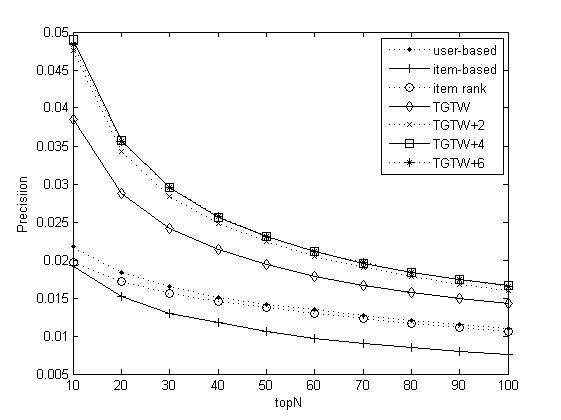 0.05
0.045
0.04
0.035
0.03
0.025
0.02
0.015
0.01
0.005
Precisiion
10 20 30 40 50 60 70 80 90 100
topN
user-based
item-based
item rank
TGTW
TGTW+2
TGTW+4
TGTW+6